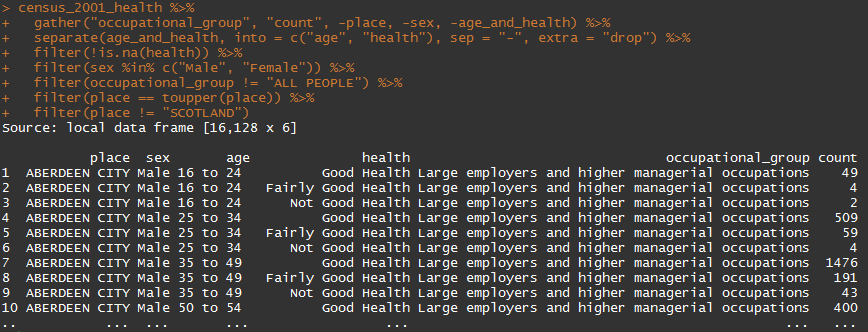 > census_2001_health %>%
+   gather("occupational_group", "count", -place, -sex, -age_and_health) %>%
+   separate(age_and_health, into = c("age", "health"), sep = "-", extra = "drop") %>%
+   filter(!is.na(health)) %>%
+   filter(sex %in% c("Male", "Female")) %>%
+   filter(occupational_group != "ALL PEOPLE") %>%
+   filter(place == toupper(place)) %>%
+   filter(place != "SCOTLAND")
Source: local data frame [16,128 x 6]
place sex age health occupational_group count
1 ABERDEEN CITY Male 16 to 24 Good Health Large employers and higher managerial occupations 49
2 ABERDEEN CITY Male 16 to 24 Fairly Good Health Large employers and higher managerial occupations 4
3 ABERDEEN CITY Male 16 to 24 Not Good Health Large employers and higher managerial occupations 2
4 ABERDEEN CITY Male 25 to 34 Good Health Large employers and higher managerial occupations 509
5 ABERDEEN CITY Male 25 to 34 Fairly Good Health Large employers and higher managerial occupations 59
6 ABERDEEN CITY Male 25 to 34 Not Good Health Large employers and higher managerial occupations 4
7 ABERDEEN CITY Male 35 to 49 Good Health Large employers and higher managerial occupations 1476
8 ABERDEEN CITY Male 35 to 49 Fairly Good Health Large employers and higher managerial occupations 191
9 ABERDEEN CITY Male 35 to 49 Not Good Health Large employers and higher managerial occupations 43
10 ABERDEEN CITY Male 50 to 54 Good Health Large employers and higher managerial occupations 400
.. ... ... ... ... ... ...